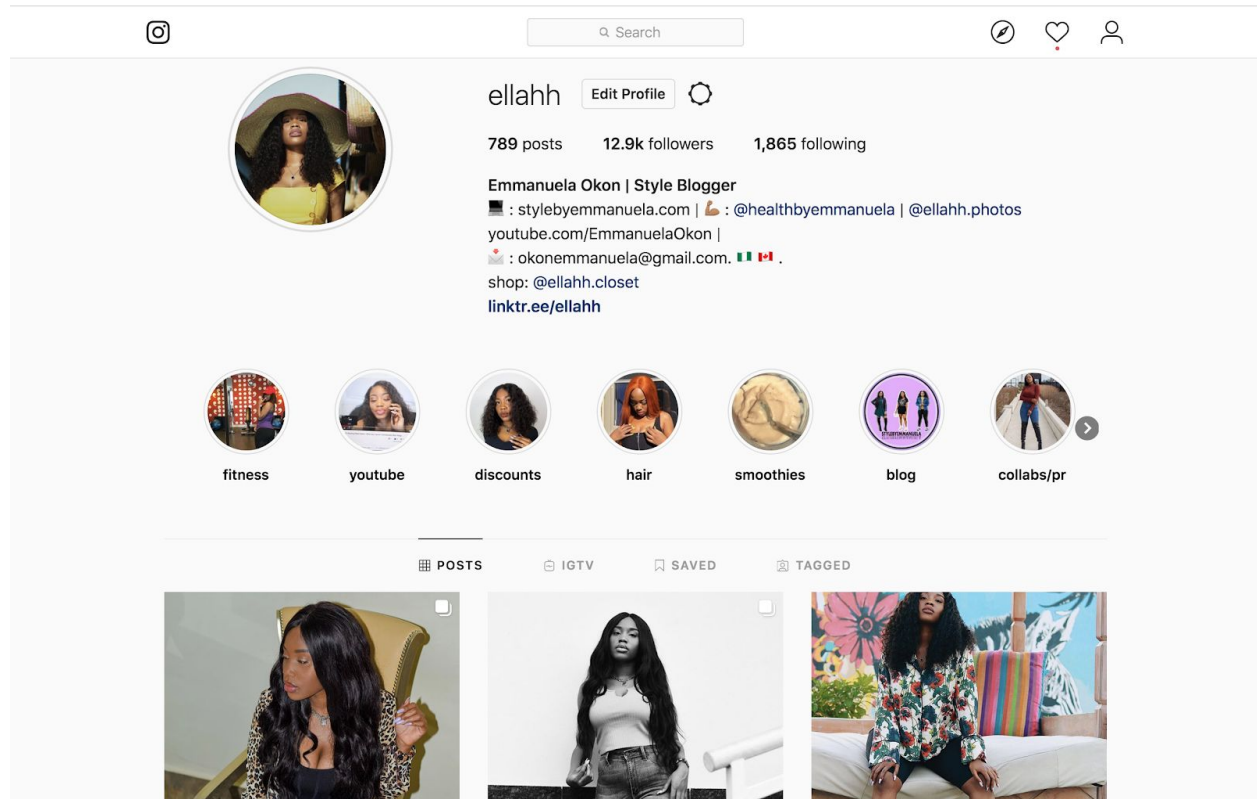 Search
ellahh Edit Profile
789 posts 12.9k followers 1,865 following
Emmanuela Okon | Style Blogger
💻 : stylebyemmanuela.com | 💪🏽 : @healthbyemmanuela | @ellahh.photos
youtube.com/EmmanuelaOkon |
📩 : okonemmanuela@gmail.com. 🇳🇬 🇨🇦 .
shop: @ellahh.closet
linktr.ee/ellahh
fitness youtube discounts hair smoothies blog collabs/pr
STYLEBYEMMANUELA
POSTS IGTV SAVED TAGGED